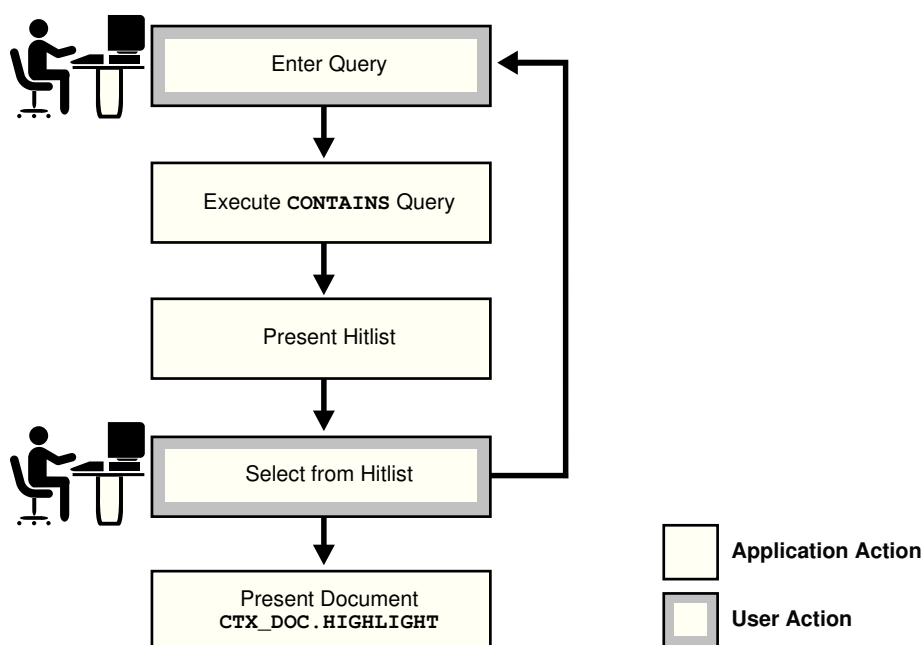 Enter Query
Execute CONTAINS Query
Present Hitlist
Select from Hitlist
Present Document
CTX_DOC.HIGHLIGHT
Application Action
User Action